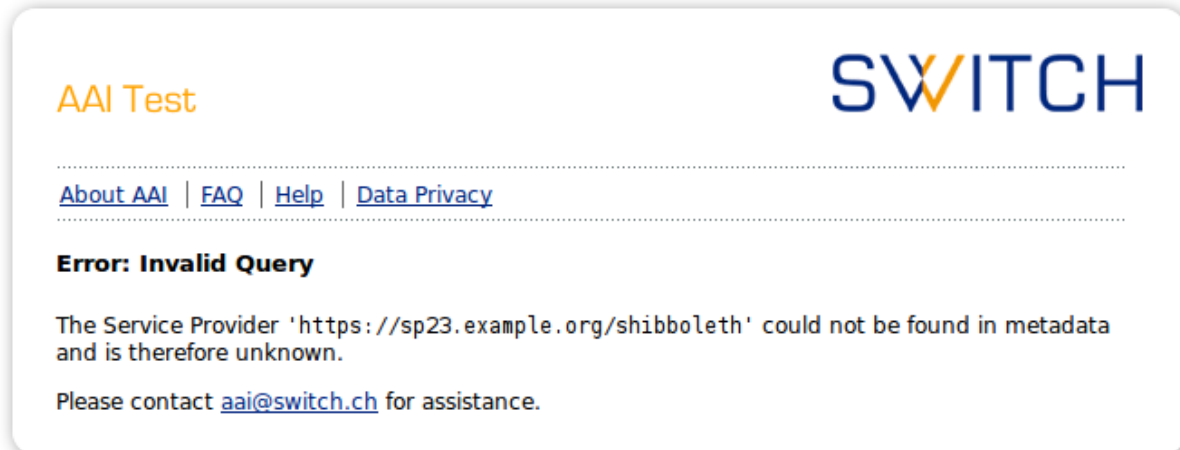 AAI Test
SWITCH
About AAI | FAQ | Help | Data Privacy
Error: Invalid Query
The Service Provider 'https://sp23.example.org/shibboleth' could not be found in metadata
and is therefore unknown.
Please contact aai@switch.ch for assistance.